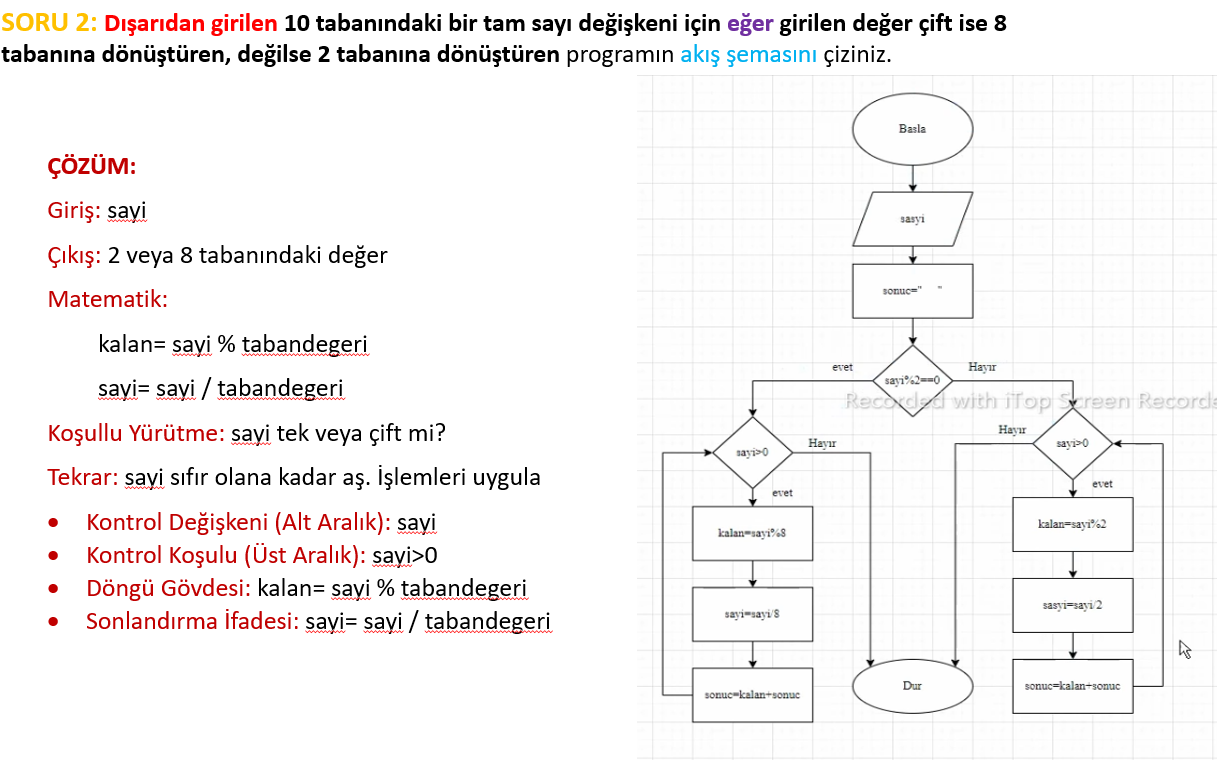 SORU 2: Dışarıdan girilen 10 tabanındaki bir tam sayı değişkeni için eğer girilen değer çift ise 8
tabanına dönüştüren, değilse 2 tabanına dönüştüren programın akış şemasını çiziniz.
ÇÖZÜM:
Giriş: sayi
Çıkış: 2 veya 8 tabanındaki değer
Matematik:
kalan= sayi % tabandegeri
sayi= sayi / tabandegeri
Koşullu Yürütme: sayi tek veya çift mi?
Tekrar: sayi sıfır olana kadar aş. İşlemleri uygula
• Kontrol Değişkeni (Alt Aralık): sayi
• Kontrol Koşulu (Üst Aralık): sayi>0
• Döngü Gövdesi: kalan= sayi % tabandegeri
• Sonlandırma İfadesi: sayi= sayi / tabandegeri
Basla
sasyi
sonuc=" "
evet
sayi%2==0
Hayır
Recorded with iTop Screen Recorde
sayi>0
Hayır
evet
kalan=sayi%8
sayi=sayi/8
sonuc=kalan+sonuc
Dur
Hayır
sayi>0
evet
kalan=sayi%2
sasyi=sayi/2
sonuc=kalan+sonuc